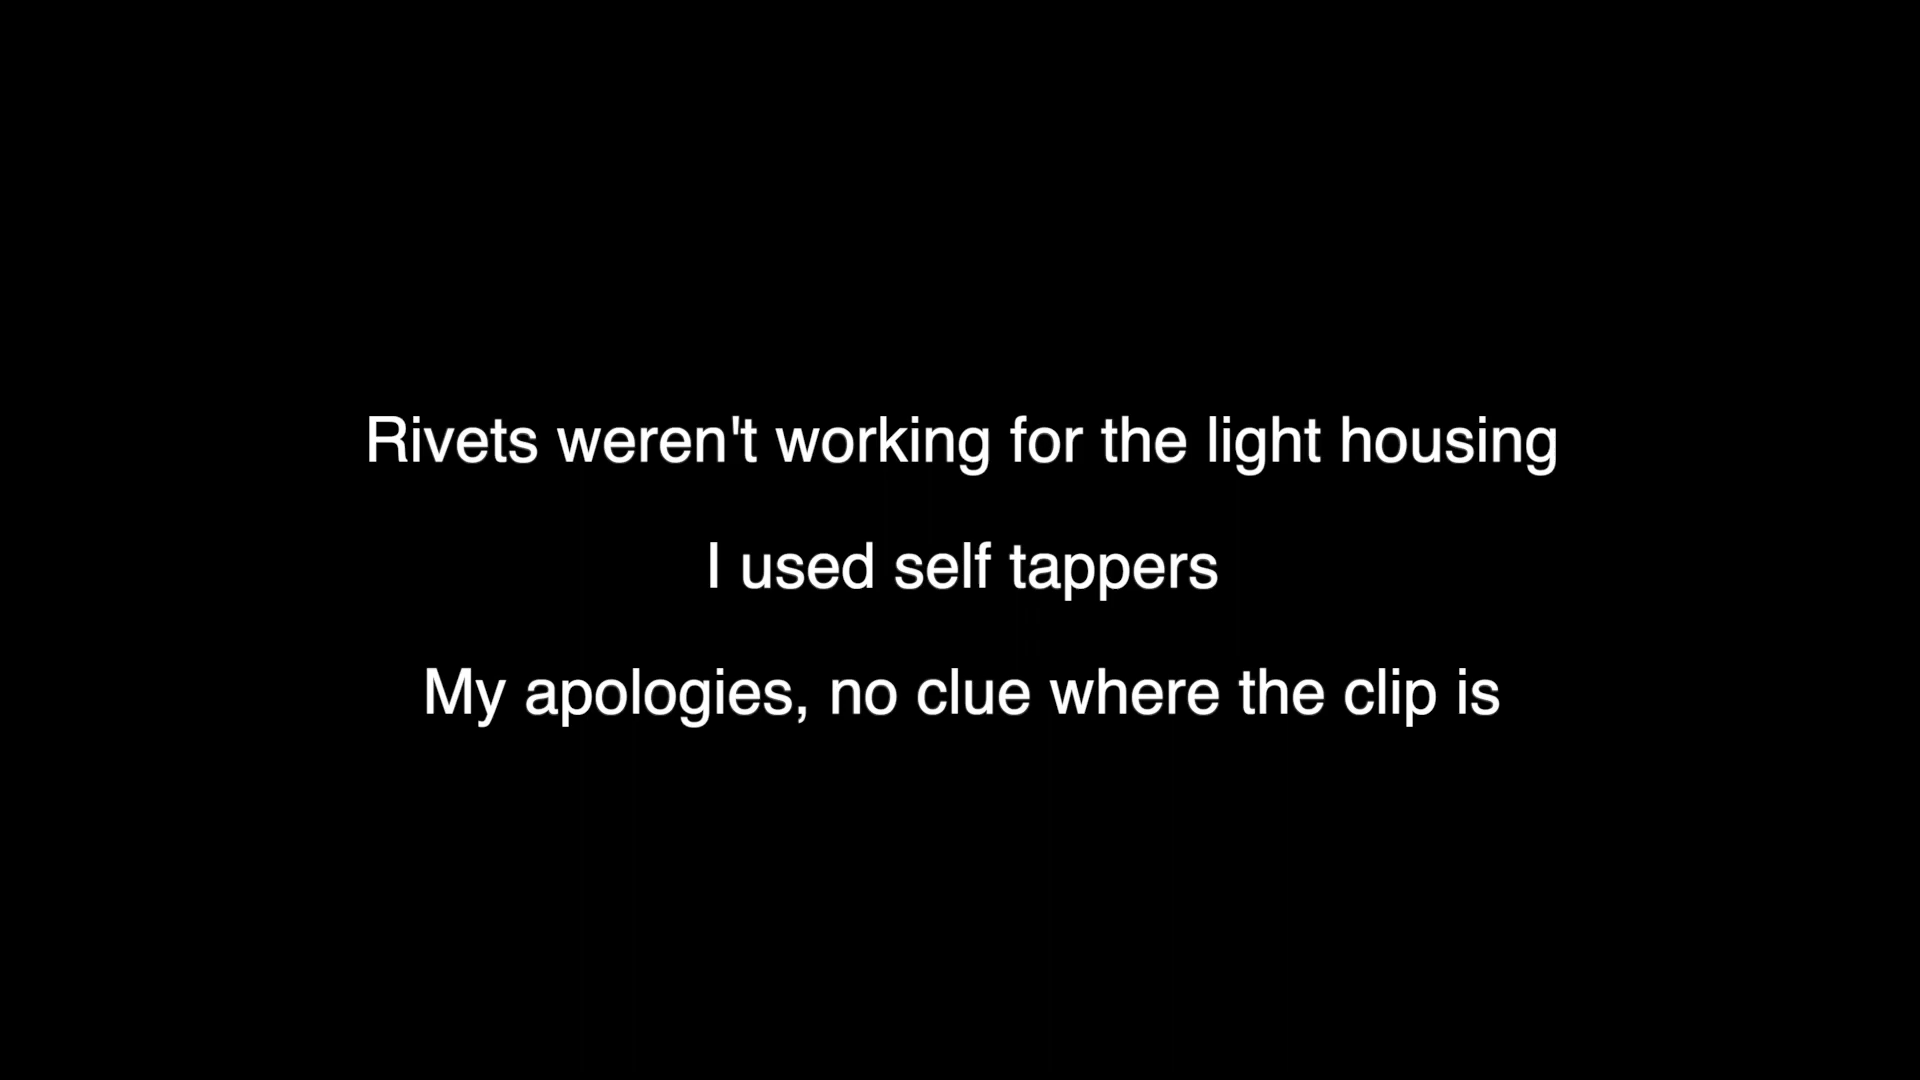 Rivets weren't working for the light housing
I used self tappers
My apologies, no clue where the clip is